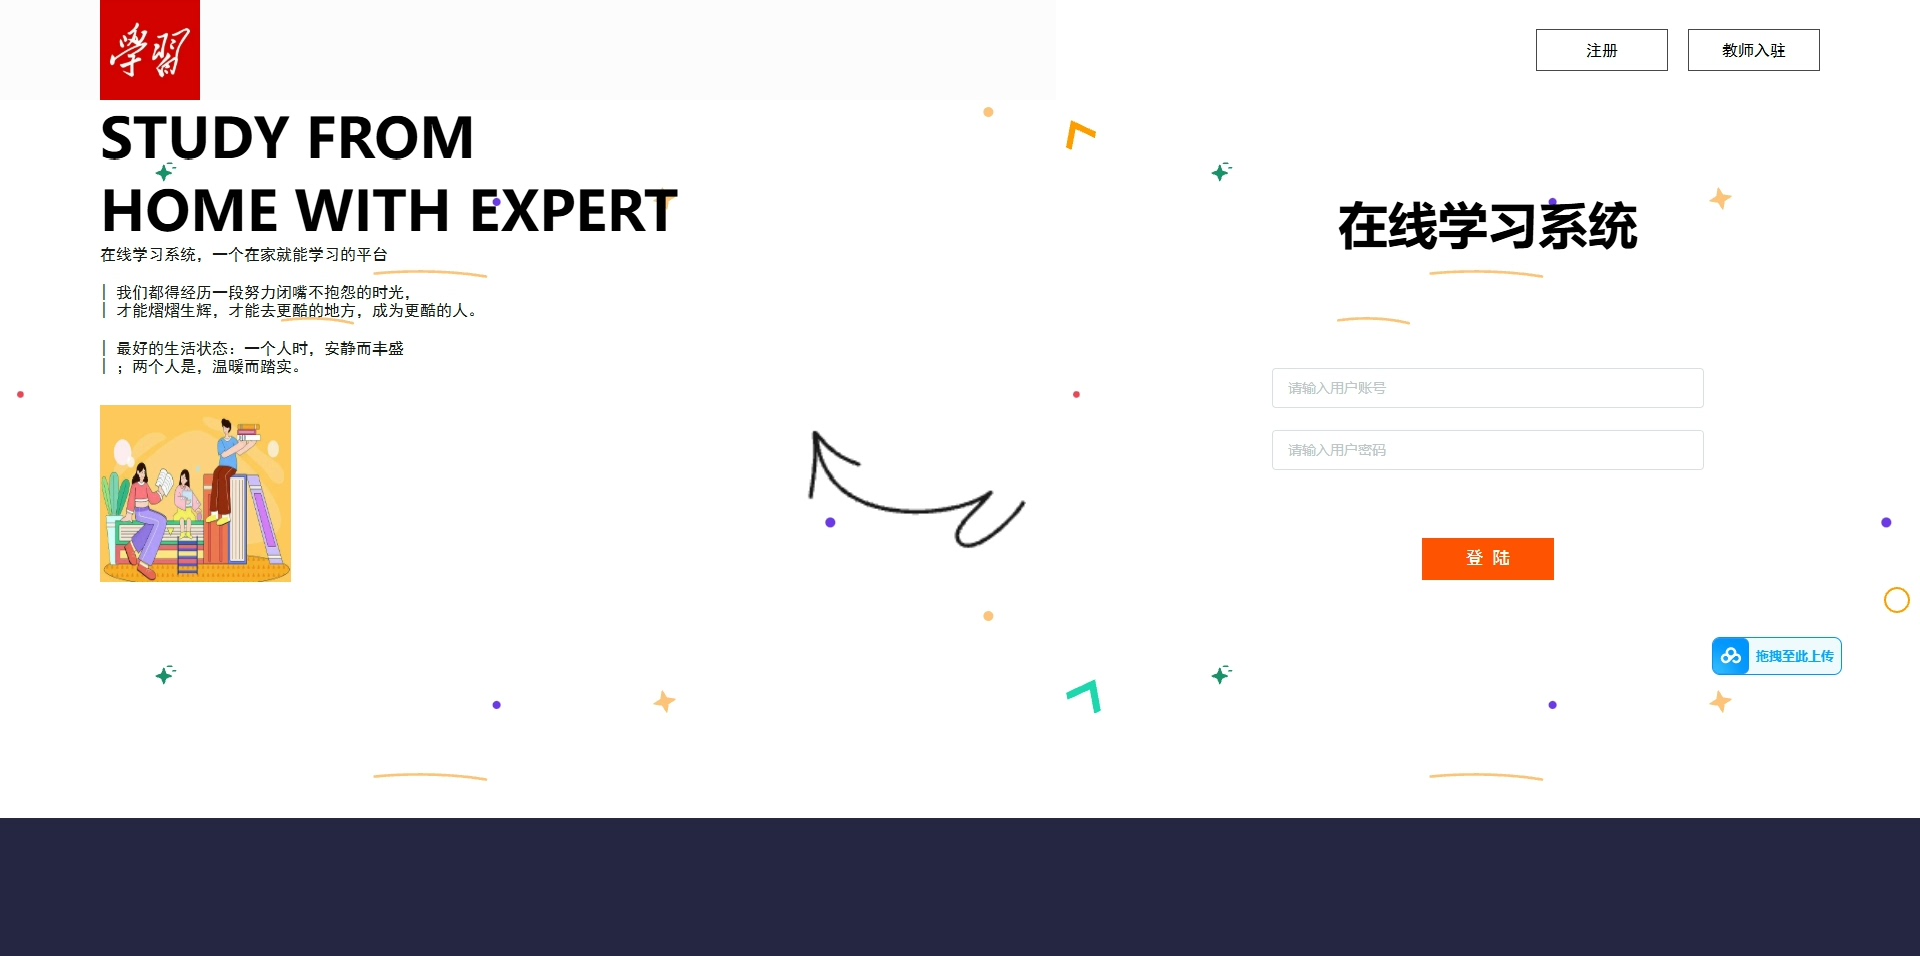 學習
注册
教师入驻
STUDY FROM
HOME WITH EXPERT
在线学习系统，一个在家就能学习的平台
| 我们都得经历一段努力闭嘴不抱怨的时光，
| 才能熠熠生辉，才能去更酷的地方，成为更酷的人。
| 最好的生活状态：一个人时，安静而丰盛
| ；两个人是，温暖而踏实。
在线学习系统
请输入用户账号
请输入用户密码
登 陆
拖拽至此上传